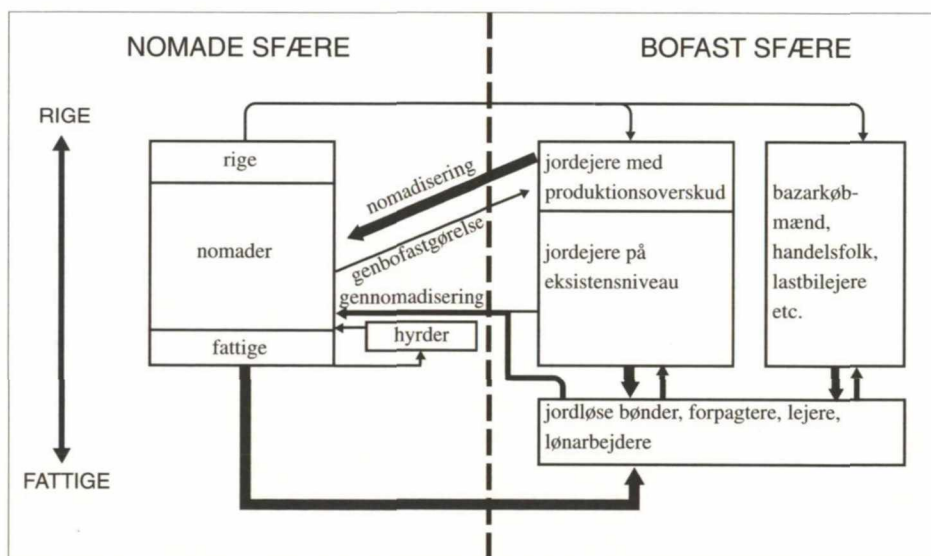 NOMADE SFÆRE
BOFAST SFÆRE
RIGE
FATTIGE
rige
nomader
fattige
nomadisering
genbofastgørelse
gennomadisering
hyrder
jordejere med
produktionsoverskud
jordejere på
eksistensniveau
bazarkøb-
mænd,
handelsfolk,
lastbilejere
etc.
jordløse bønder, forpagtere, lejere,
lønarbejdere